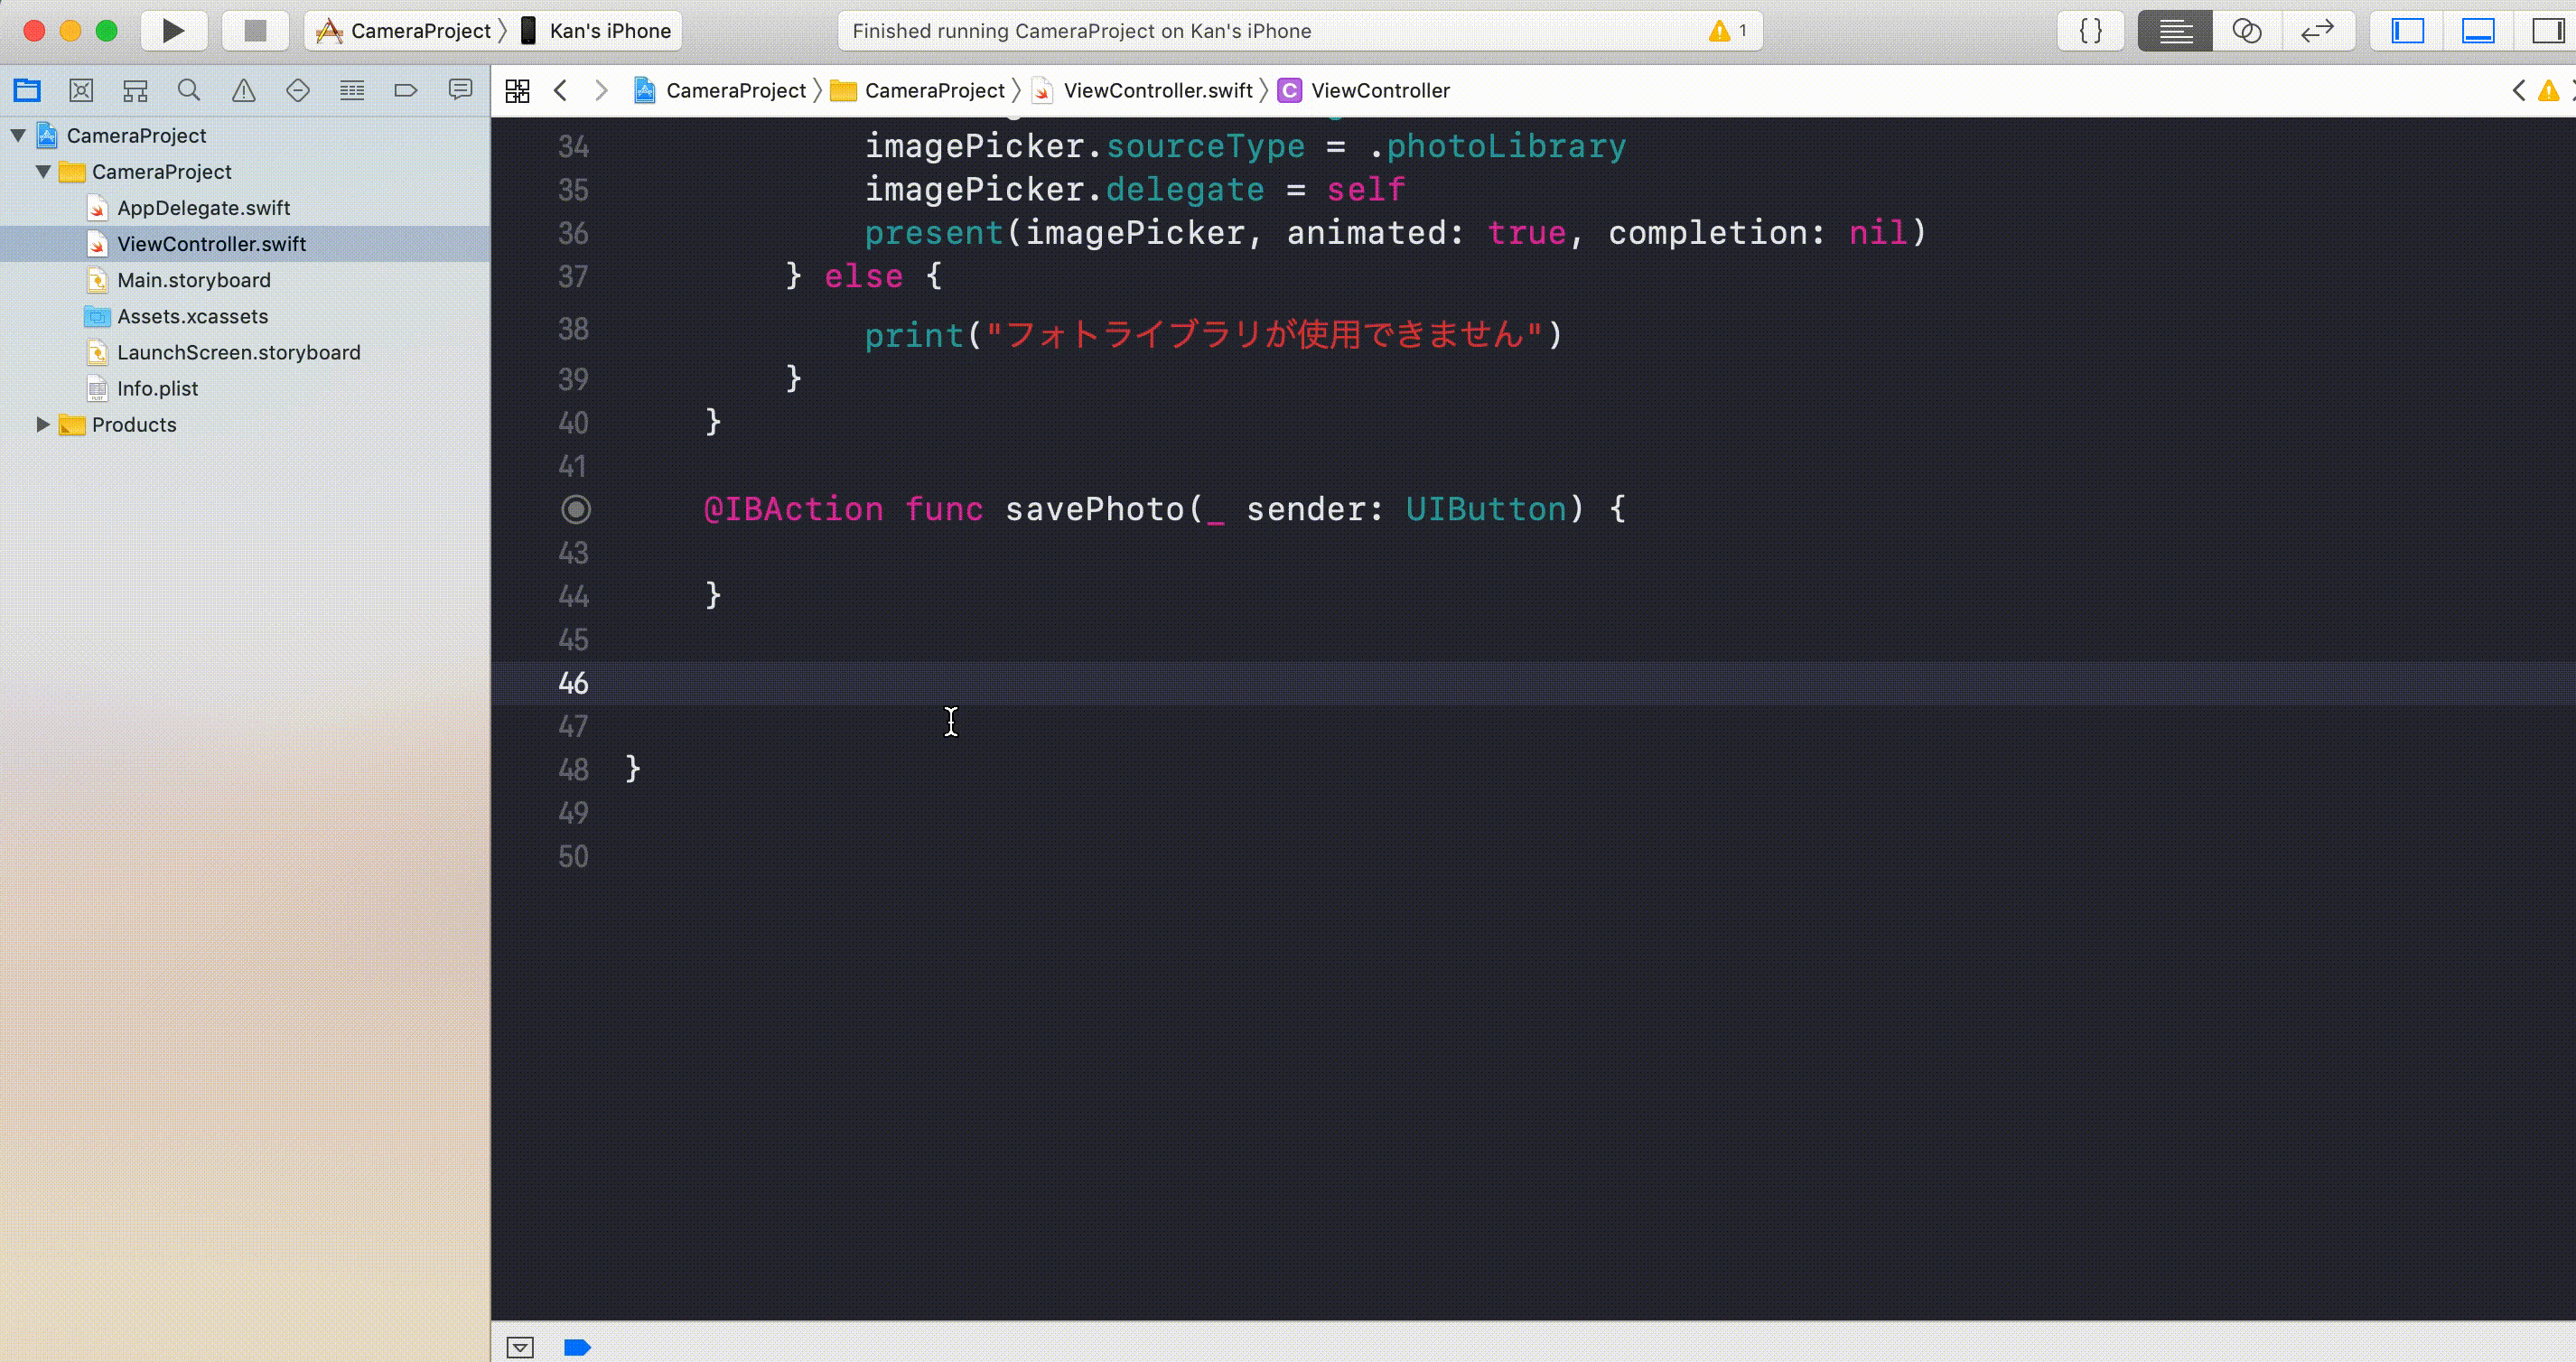 CameraProject 〉 Kan's iPhone
Finished running CameraProject on Kan's iPhone
1
CameraProject 〉 CameraProject 〉 ViewController.swift 〉 C ViewController
CameraProject
CameraProject
AppDelegate.swift
ViewController.swift
Main.storyboard
Assets.xcassets
LaunchScreen.storyboard
Info.plist
Products
34 imagePicker.sourceType = .photoLibrary
35 imagePicker.delegate = self
36 present(imagePicker, animated: true, completion: nil)
37 } else {
38 print("フォトライブラリが使用できません")
39 }
40 }
41
@IBAction func savePhoto(_ sender: UIButton) {
43
44 }
45
46
47
48 }
49
50